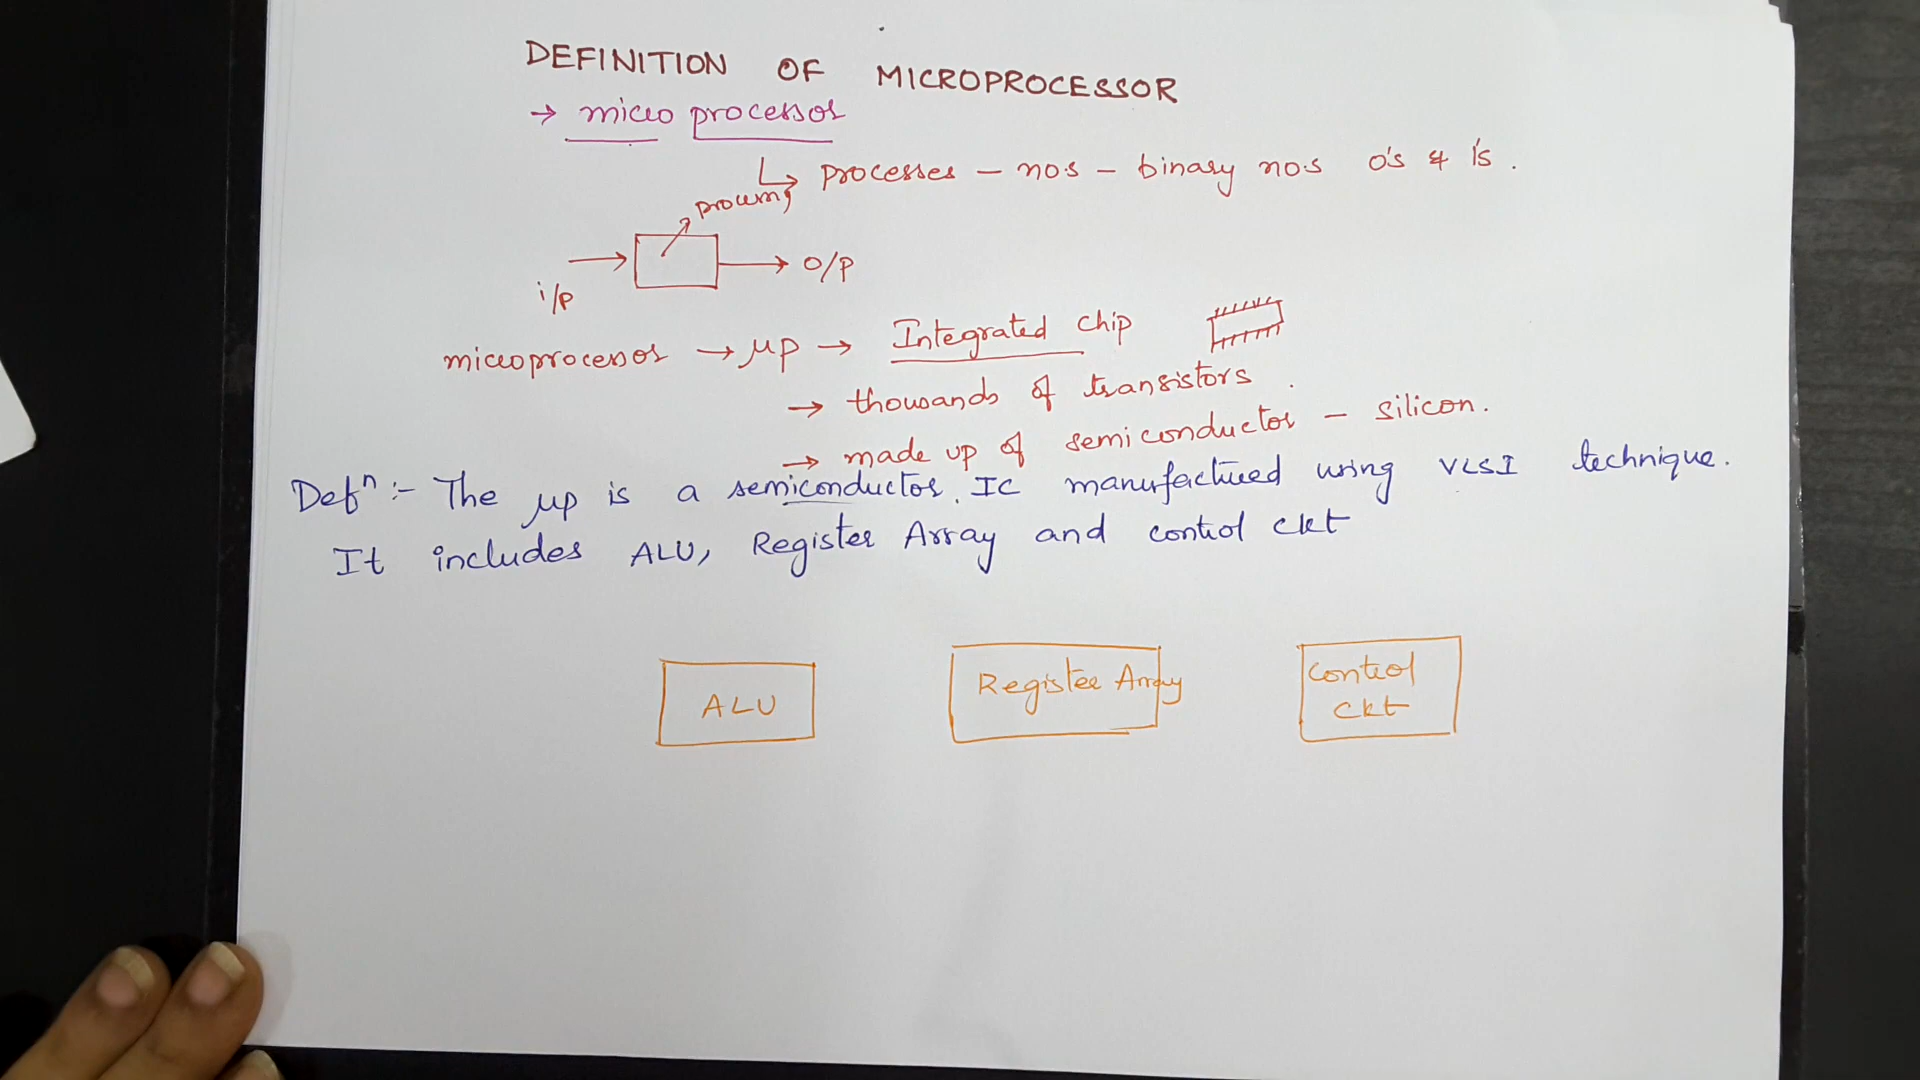 DEFINITION OF MICROPROCESSOR
→ micro processor
↳ processes – nos – binary nos 0's & 1's.
i/p
O/P
microprocessor → μp → Integrated chip
→ thousands of transistors.
→ made up of semiconductor – silicon.
Defⁿ :- The μp is a semiconductor IC manufactured using VLSI technique.
It includes ALU, Register Array and control ckt
ALU
Register Array
Control
ckt